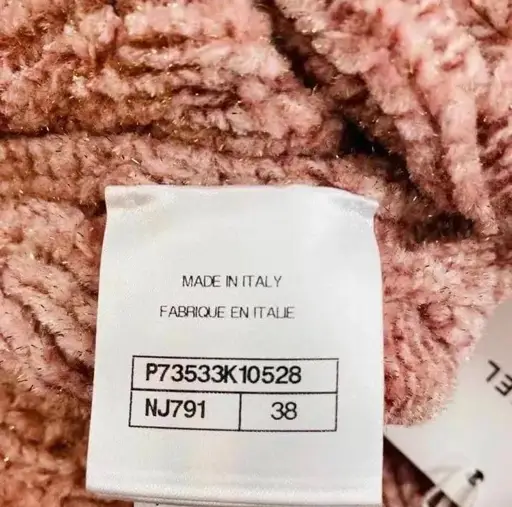 MADE IN ITALY
FABRIQUE EN ITALIE
P73533K10528
NJ791 38